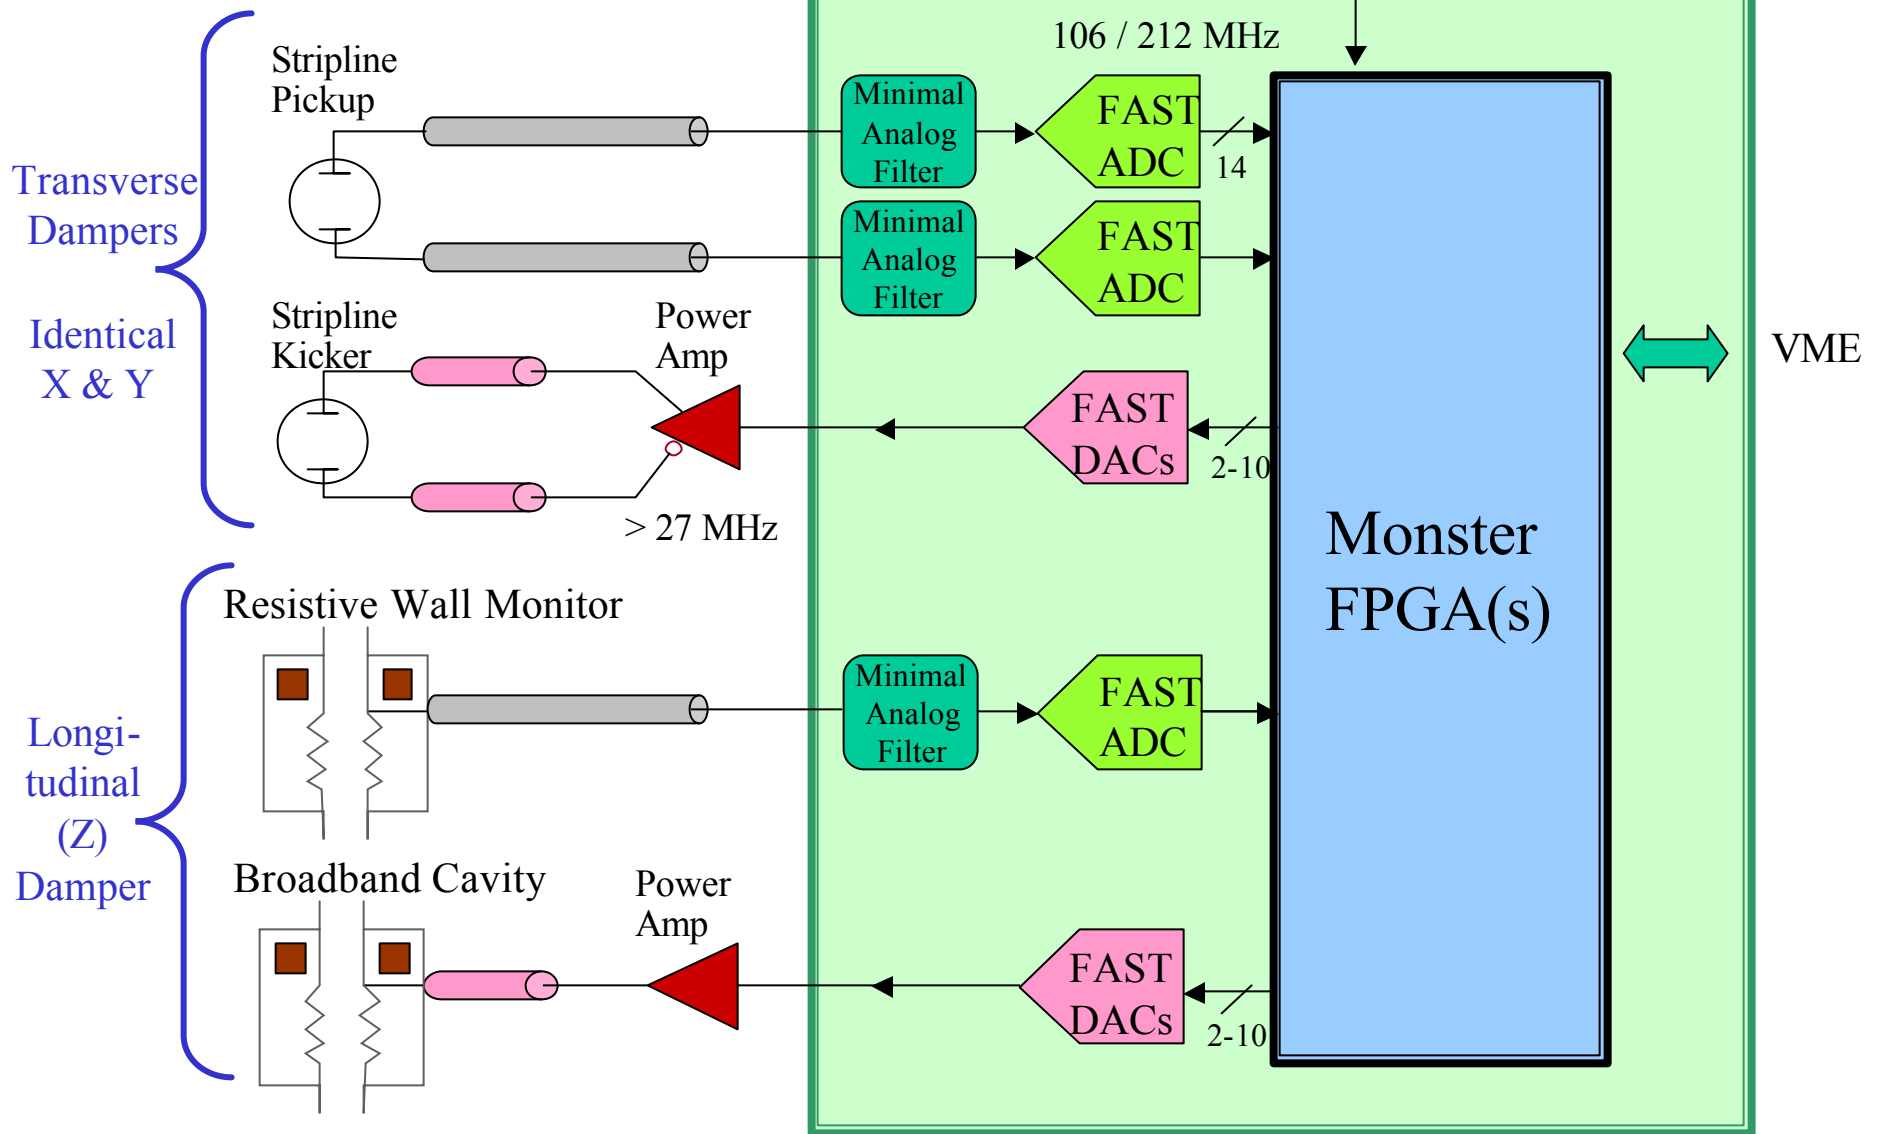 106 / 212 MHz
Stripline
Pickup
Minimal
Analog
Filter
FAST
ADC
14
Transverse
Dampers
Identical
X & Y
Minimal
Analog
Filter
FAST
ADC
Stripline
Kicker
Power
Amp
FAST
DACs
2-10
> 27 MHz
VME
Monster
FPGA(s)
Resistive Wall Monitor
Minimal
Analog
Filter
FAST
ADC
Longi-
tudinal
(Z)
Damper
Broadband Cavity
Power
Amp
FAST
DACs
2-10